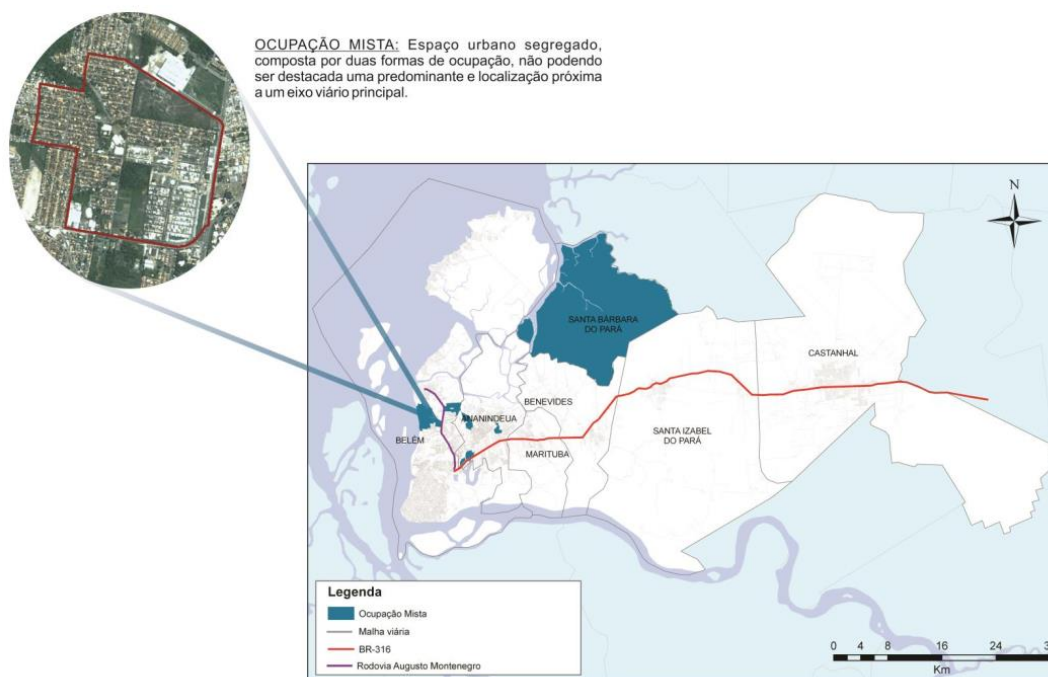 OCUPAÇÃO MISTA: Espaço urbano segregado,
composta por duas formas de ocupação, não podendo
ser destacada uma predominante e localização próxima
a um eixo viário principal.
N
SANTA BÁRBARA
DO PARÁ
CASTANHAL
BENEVIDES
ANANINDEUA
BELÉM
SANTA IZABEL
DO PARÁ
MARITUBA
Legenda
Ocupação Mista
Malha viária
BR-316
Rodovia Augusto Montenegro
0 4 8 16 24
Km